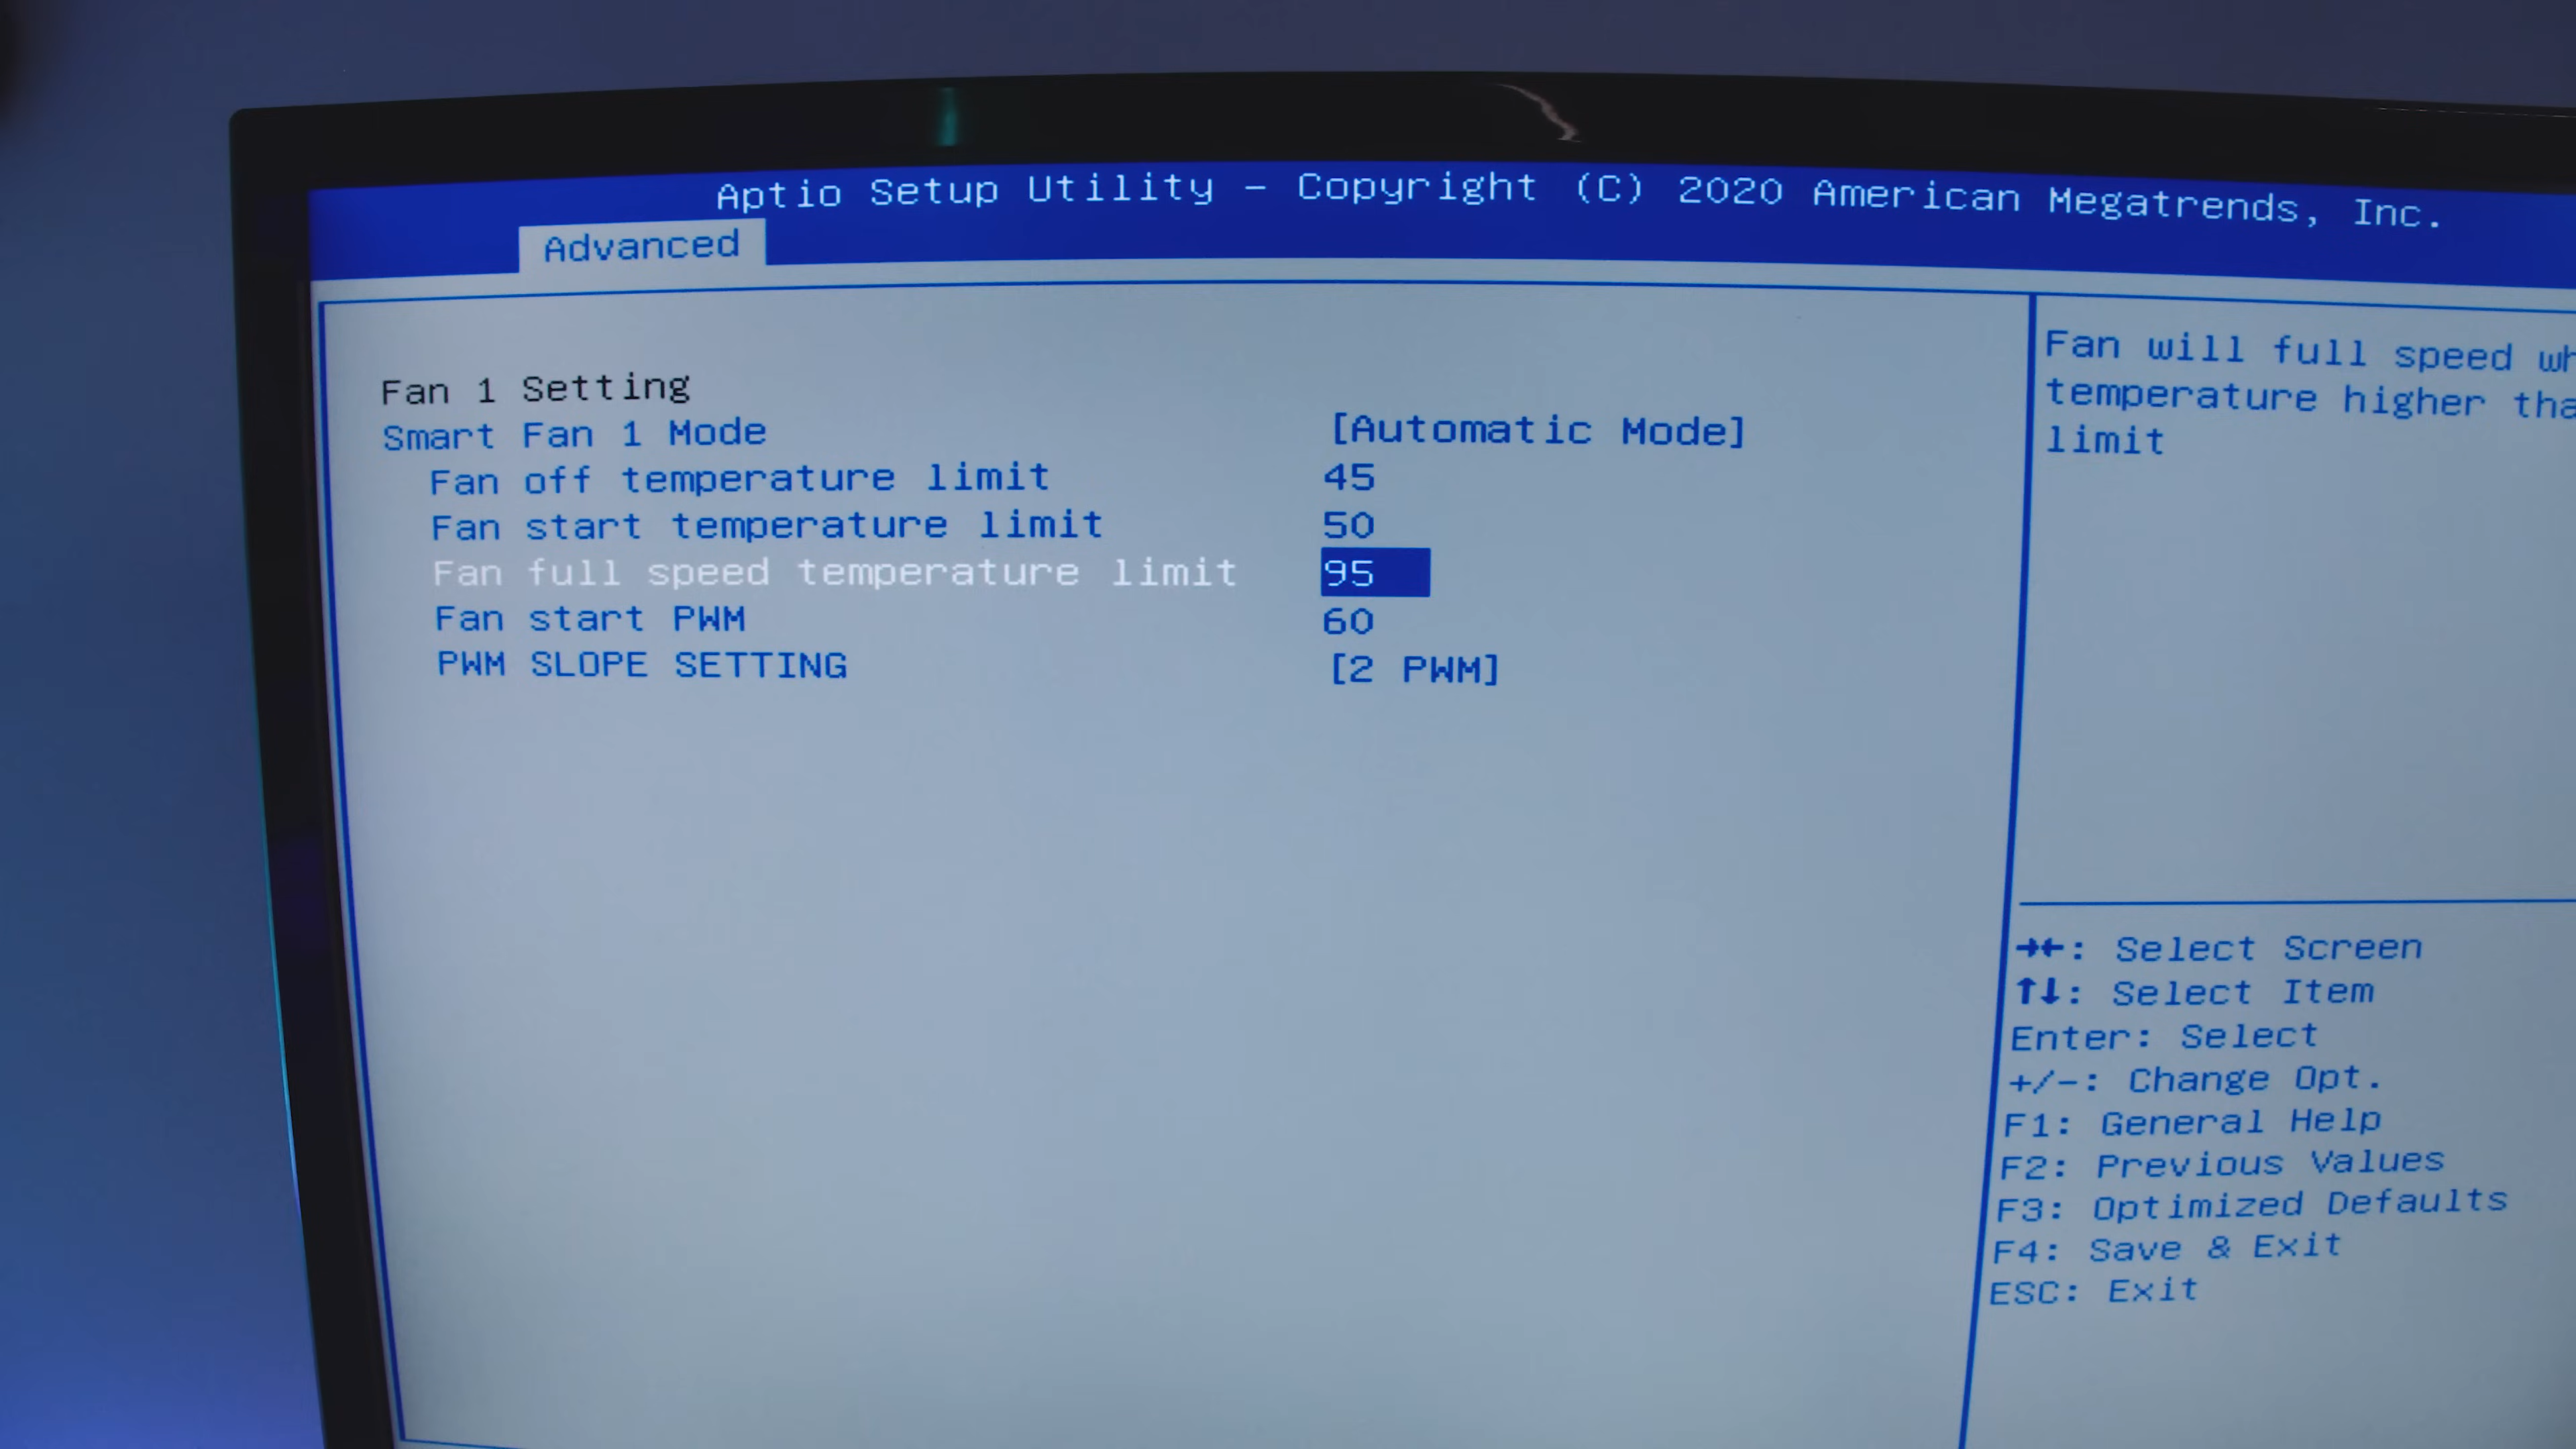 Aptio Setup Utility – Copyright (C) 2020 American Megatrends, Inc.
Advanced
Fan 1 Setting
Smart Fan 1 Mode [Automatic Mode]
Fan off temperature limit 45
Fan start temperature limit 50
Fan full speed temperature limit 95
Fan start PWM 60
PWM SLOPE SETTING [2 PWM]
Fan will full speed
temperature higher
limit
→←: Select Screen
↑↓: Select Item
Enter: Select
+/-: Change Opt.
F1: General Help
F2: Previous Values
F3: Optimized Defaults
F4: Save & Exit
ESC: Exit